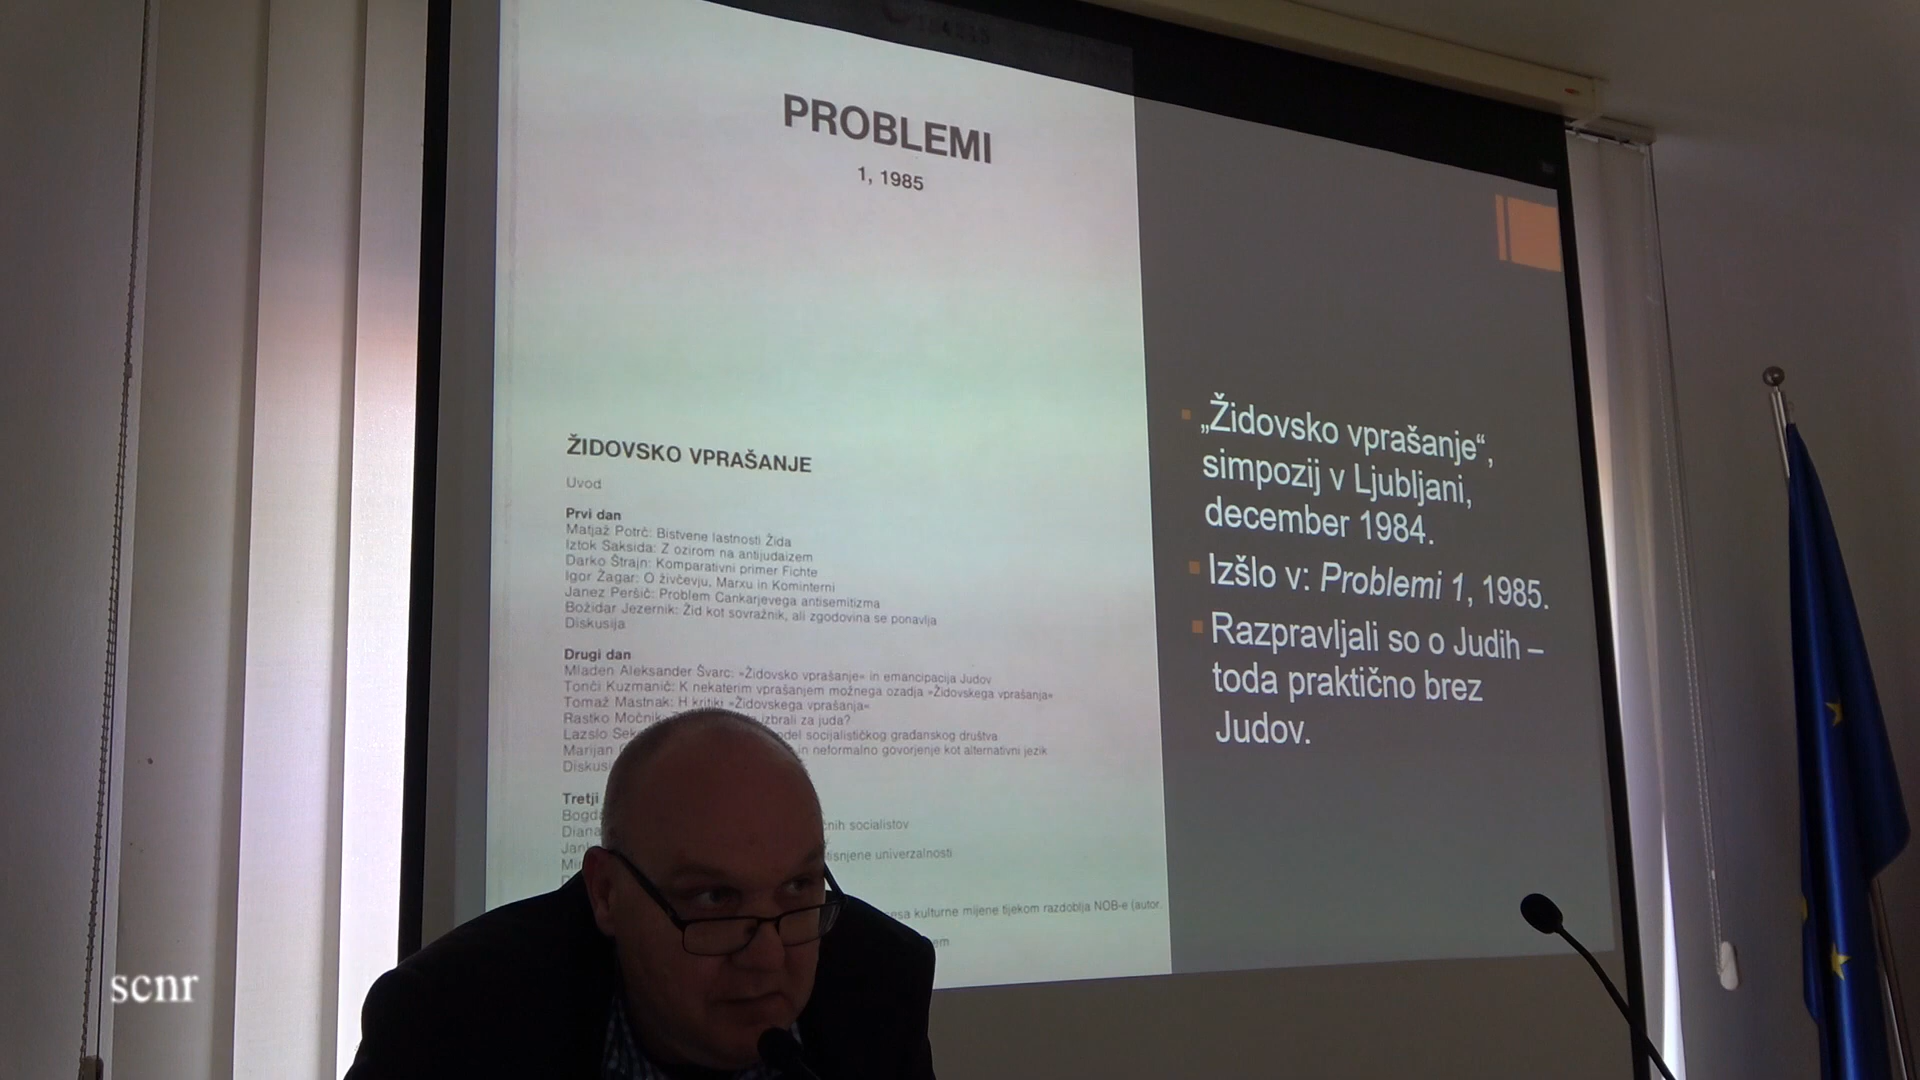 PROBLEMI
1, 1985
ŽIDOVSKO VPRAŠANJE
Uvod
Prvi dan
Matjaž Potrč: Bistvene lastnosti Žida
Iztok Saksida: Z ozirom na antijudaizem
Darko Štrajn: Komparativni primer Fichte
Igor Žagar: O živčevju, Marxu in Kominterni
Janez Peršič: Problem Cankarjevega antisemitizma
Božidar Jezernik: Žid kot sovražnik, ali zgodovina se ponavlja
Diskusija
Drugi dan
Mladen Aleksander Švarc: »Židovsko vprašanje« in emancipacija Judov
Tonči Kuzmanič: K nekaterim vprašanjem možnega ozadja »Židovskega vprašanja«
Tomaž Mastnak: H kritiki »Židovskega vprašanja«
Rastko Močnik: izbrali za juda?
Lazslo Sek odel socijalističkog građanskog društva
Marijan in neformalno govorjenje kot alternativni jezik
Diskusi
Tretji
Bogda čnih socialistov
Diana
Jan tisnjene univerzalnosti
esa kulturne mijene tijekom razdoblja NOB-e (autor.
em
„Židovsko vprašanje“,
simpozij v Ljubljani,
december 1984.
Izšlo v: Problemi 1, 1985.
Razpravljali so o Judih –
toda praktično brez
Judov.
scnr